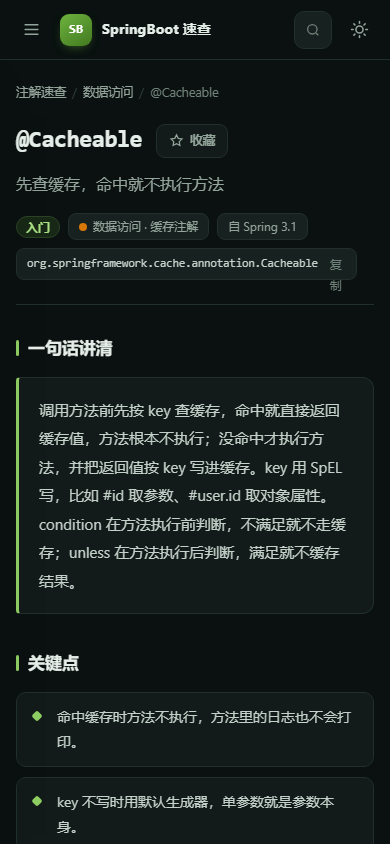 SB SpringBoot 速查
注解速查 / 数据访问 / @Cacheable
@Cacheable 收藏
先查缓存，命中就不执行方法
入门 数据访问 · 缓存注解 自 Spring 3.1
org.springframework.cache.annotation.Cacheable 复
制
一句话讲清
调用方法前先按 key 查缓存，命中就直接返回
缓存值，方法根本不执行；没命中才执行方
法，并把返回值按 key 写进缓存。key 用 SpEL
写，比如 #id 取参数、#user.id 取对象属性。
condition 在方法执行前判断，不满足就不走缓
存；unless 在方法执行后判断，满足就不缓存
结果。
关键点
命中缓存时方法不执行，方法里的日志也不会打
印。
key 不写时用默认生成器，单参数就是参数本
身。